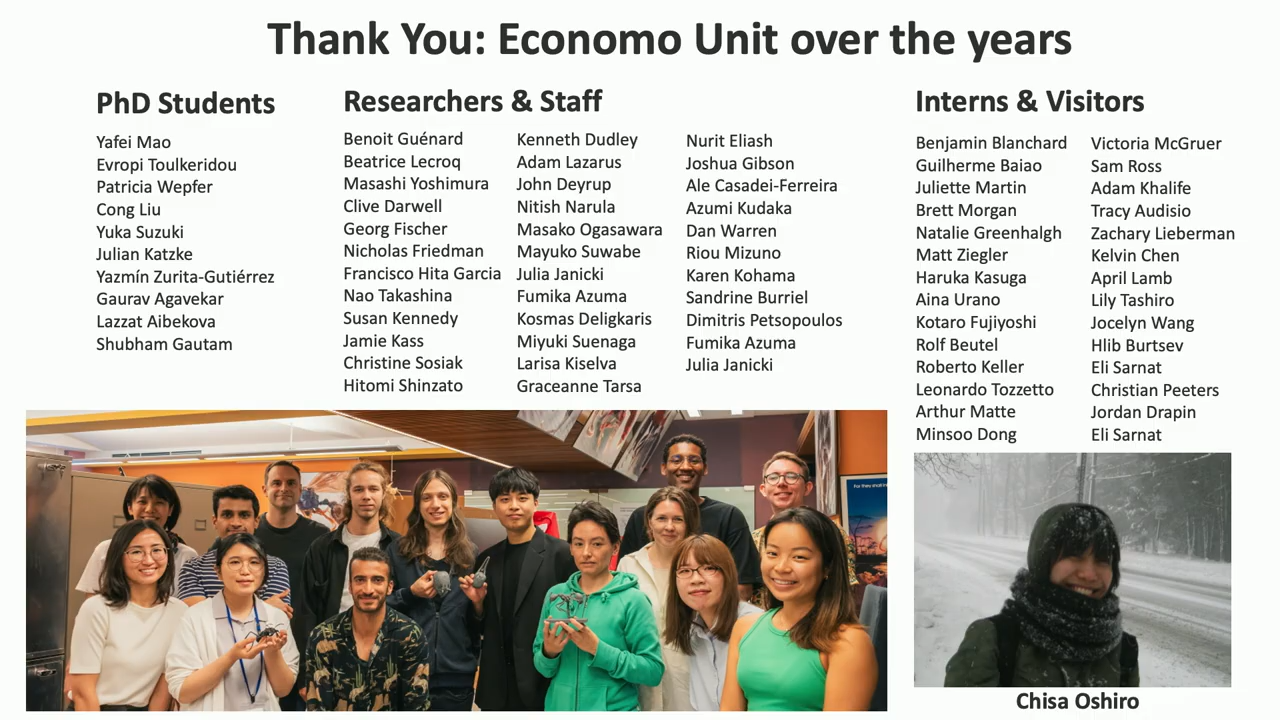 Thank You: Economo Unit over the years
PhD Students
Yafei Mao
Evropi Toulkeridou
Patricia Wepfer
Cong Liu
Yuka Suzuki
Julian Katzke
Yazmín Zurita-Gutiérrez
Gaurav Agavekar
Lazzat Aibekova
Shubham Gautam
Researchers & Staff
Benoit Guénard
Beatrice Lecroq
Masashi Yoshimura
Clive Darwell
Georg Fischer
Nicholas Friedman
Francisco Hita Garcia
Nao Takashina
Susan Kennedy
Jamie Kass
Christine Sosiak
Hitomi Shinzato
Kenneth Dudley
Adam Lazarus
John Deyrup
Nitish Narula
Masako Ogasawara
Mayuko Suwabe
Julia Janicki
Fumika Azuma
Kosmas Deligkaris
Miyuki Suenaga
Larisa Kiselva
Graceanne Tarsa
Nurit Eliash
Joshua Gibson
Ale Casadei-Ferreira
Azumi Kudaka
Dan Warren
Riou Mizuno
Karen Kohama
Sandrine Burriel
Dimitris Petsopoulos
Fumika Azuma
Julia Janicki
Interns & Visitors
Benjamin Blanchard
Guilherme Baiao
Juliette Martin
Brett Morgan
Natalie Greenhalgh
Matt Ziegler
Haruka Kasuga
Aina Urano
Kotaro Fujiyoshi
Rolf Beutel
Roberto Keller
Leonardo Tozzetto
Arthur Matte
Minsoo Dong
Victoria McGruer
Sam Ross
Adam Khalife
Tracy Audisio
Zachary Lieberman
Kelvin Chen
April Lamb
Lily Tashiro
Jocelyn Wang
Hlib Burtsev
Eli Sarnat
Christian Peeters
Jordan Drapin
Eli Sarnat
Chisa Oshiro